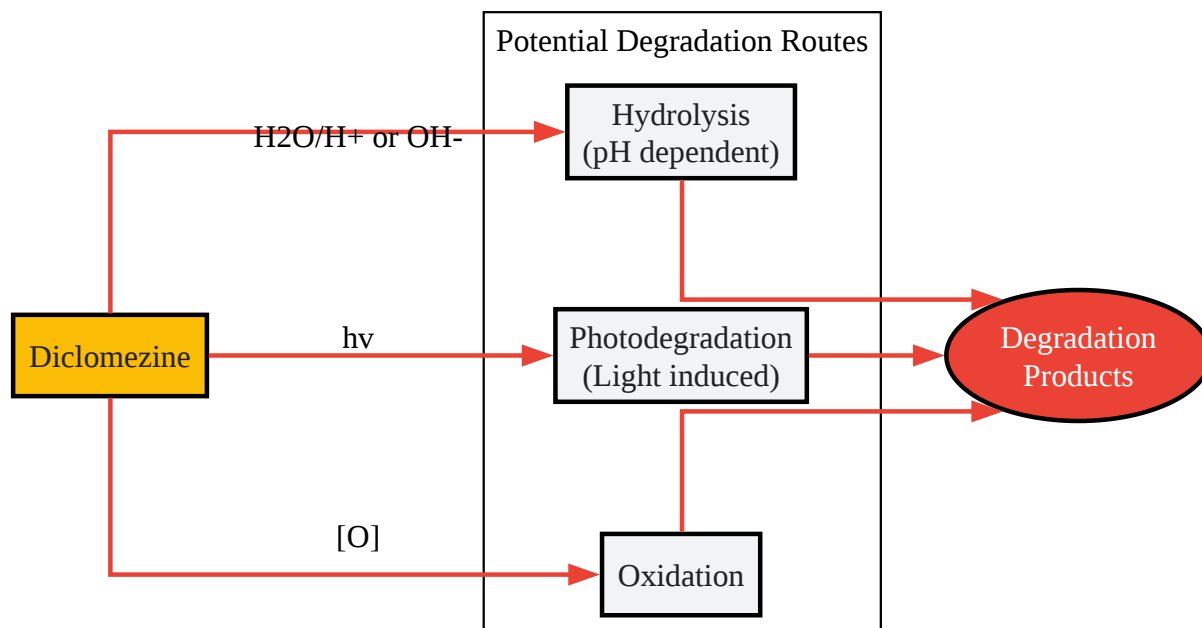 Potential Degradation Routes
H2O/H+ or OH-
Hydrolysis
(pH dependent)
Diclomezine
hv
Photodegradation
(Light induced)
Degradation
Products
[O]
Oxidation